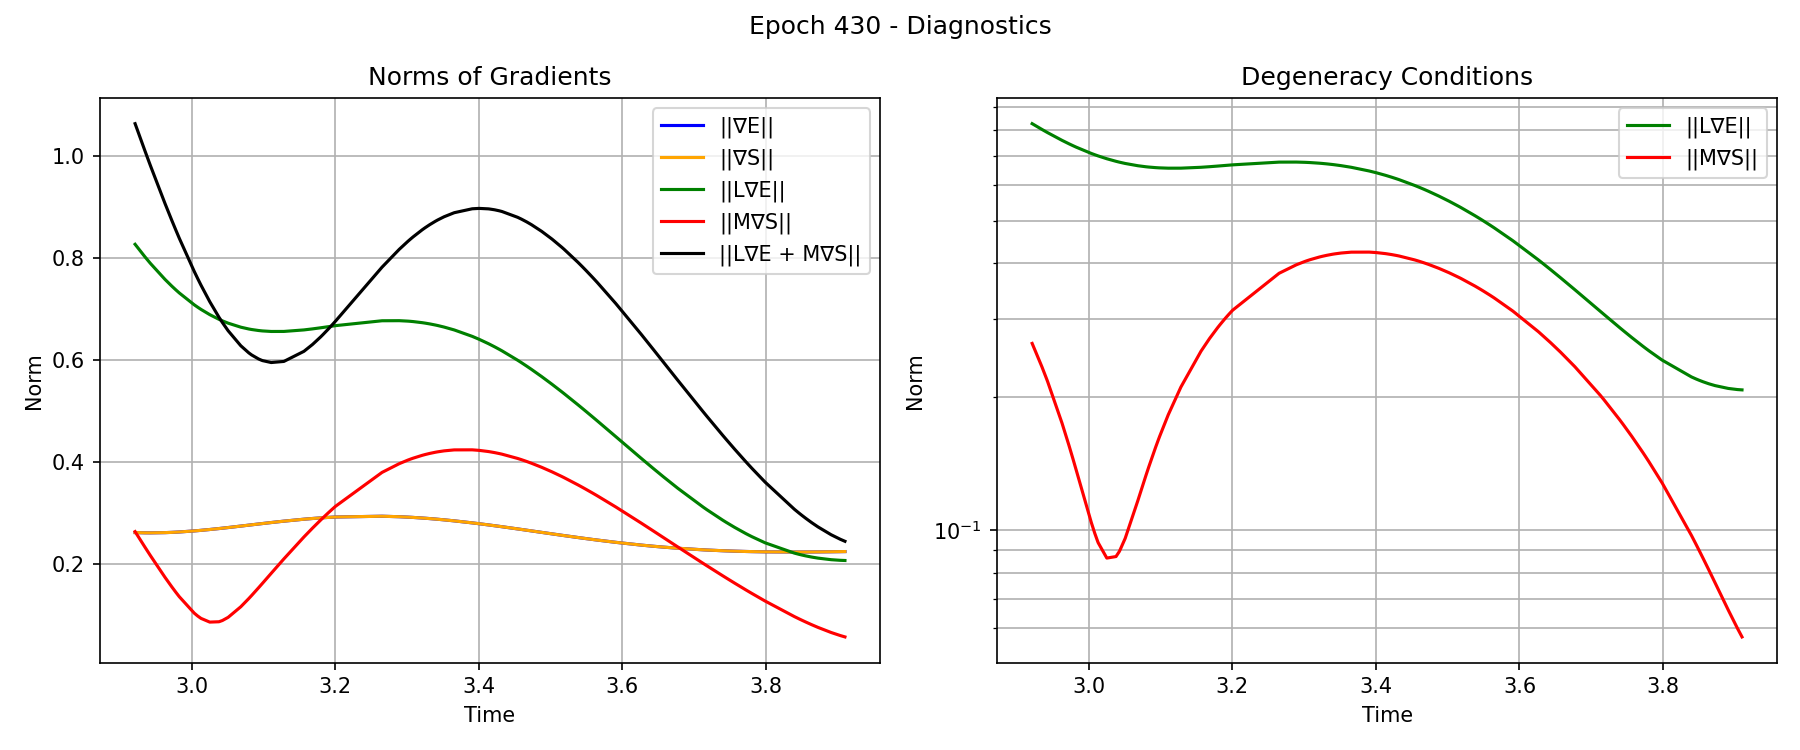 Epoch 430 - Diagnostics
Norms of Gradients
Norm
1.0
0.8
0.6
0.4
0.2
||∇E||
||∇S||
||L∇E||
||M∇S||
||L∇E + M∇S||
3.0 3.2 3.4 3.6 3.8
Time
Degeneracy Conditions
Norm
10⁻¹
||L∇E||
||M∇S||
3.0 3.2 3.4 3.6 3.8
Time